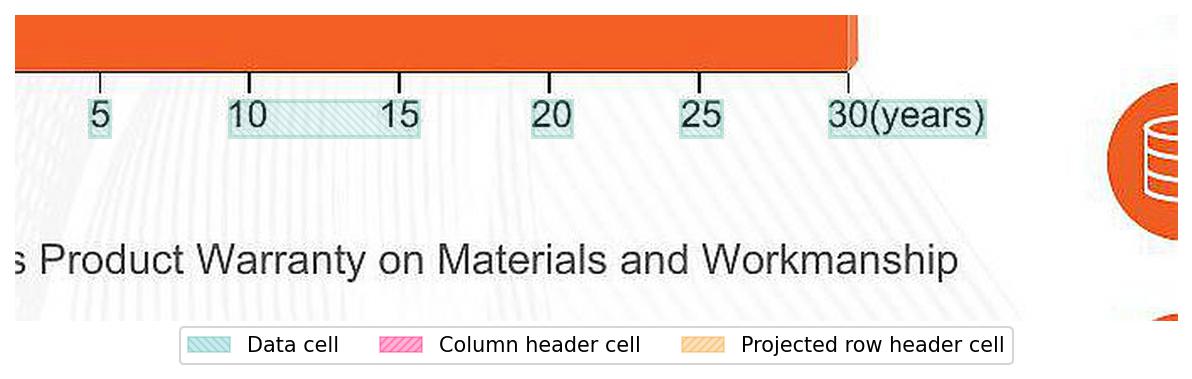 5 10 15 20 25 30(years)
s Product Warranty on Materials and Workmanship
Data cell Column header cell Projected row header cell